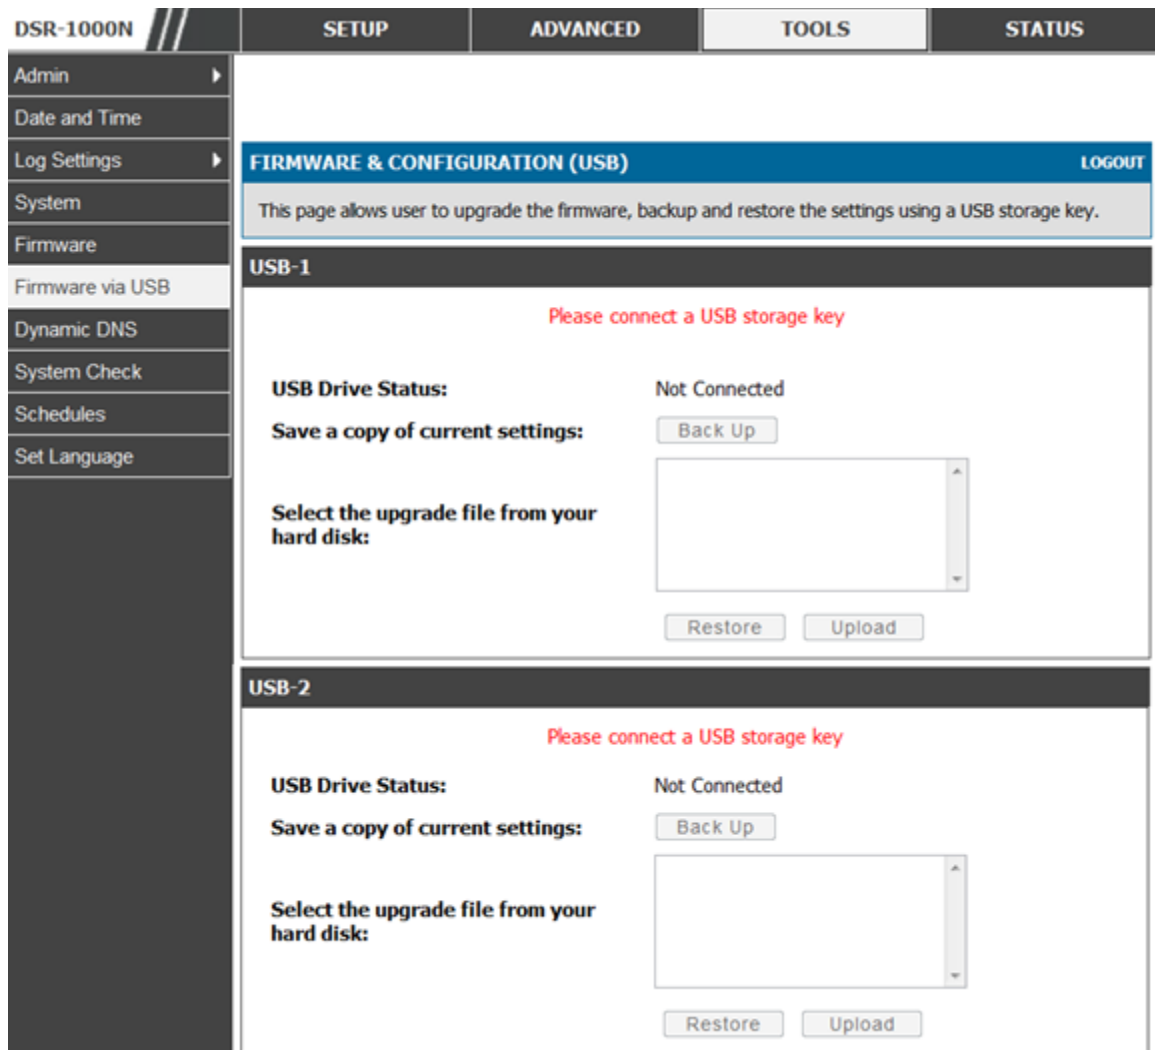 DSR-1000N
SETUP
ADVANCED
TOOLS
STATUS
Admin
Date and Time
Log Settings
System
Firmware
Firmware via USB
Dynamic DNS
System Check
Schedules
Set Language
FIRMWARE & CONFIGURATION (USB)
LOGOUT
This page allows user to upgrade the firmware, backup and restore the settings using a USB storage key.
USB-1
Please connect a USB storage key
USB Drive Status:
Not Connected
Save a copy of current settings:
Back Up
Select the upgrade file from your
hard disk:
Restore
Upload
USB-2
Please connect a USB storage key
USB Drive Status:
Not Connected
Save a copy of current settings:
Back Up
Select the upgrade file from your
hard disk:
Restore
Upload